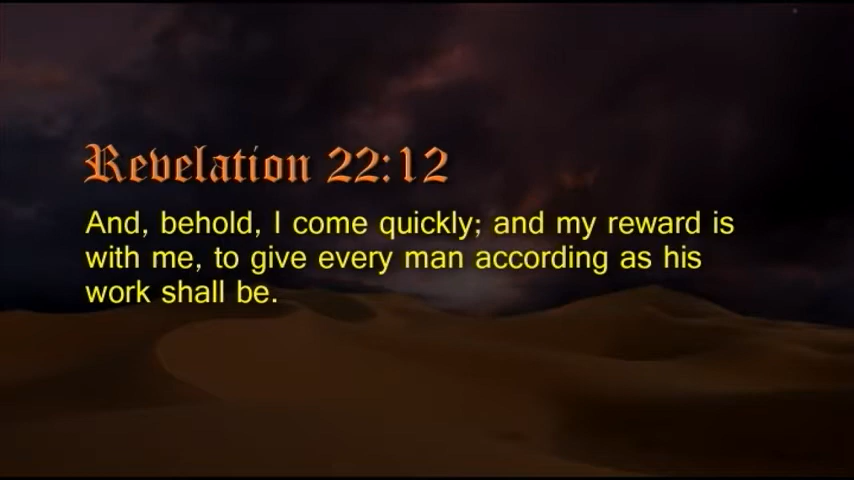 Revelation 22:12
And, behold, I come quickly; and my reward is
with me, to give every man according as his
work shall be.